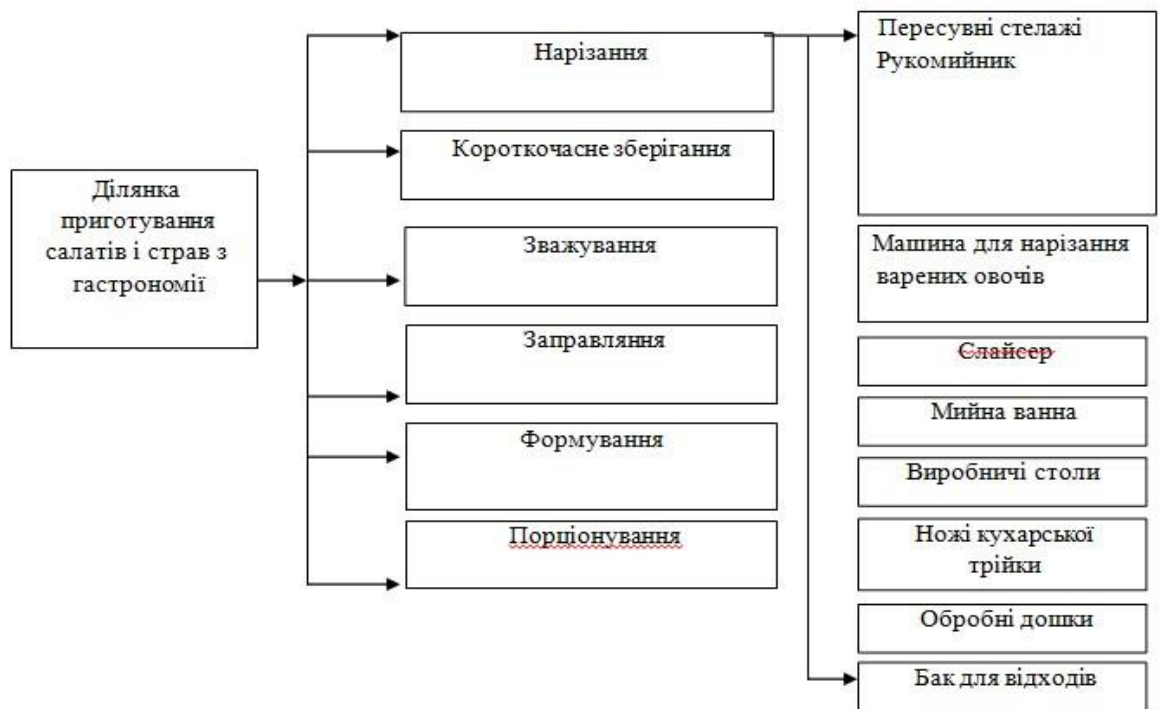 Ділянка
приготування
салатів і страв з
гастрономії
Нарізання
Короткочасне зберігання
Зважування
Заправляння
Формування
Порціонування
Пересувні стелажі
Рукомийник
Машина для нарізання
варених овочів
Слайсер
Мийна ванна
Виробничі столи
Ножі кухарської
трійки
Обробні дошки
Бак для відходів